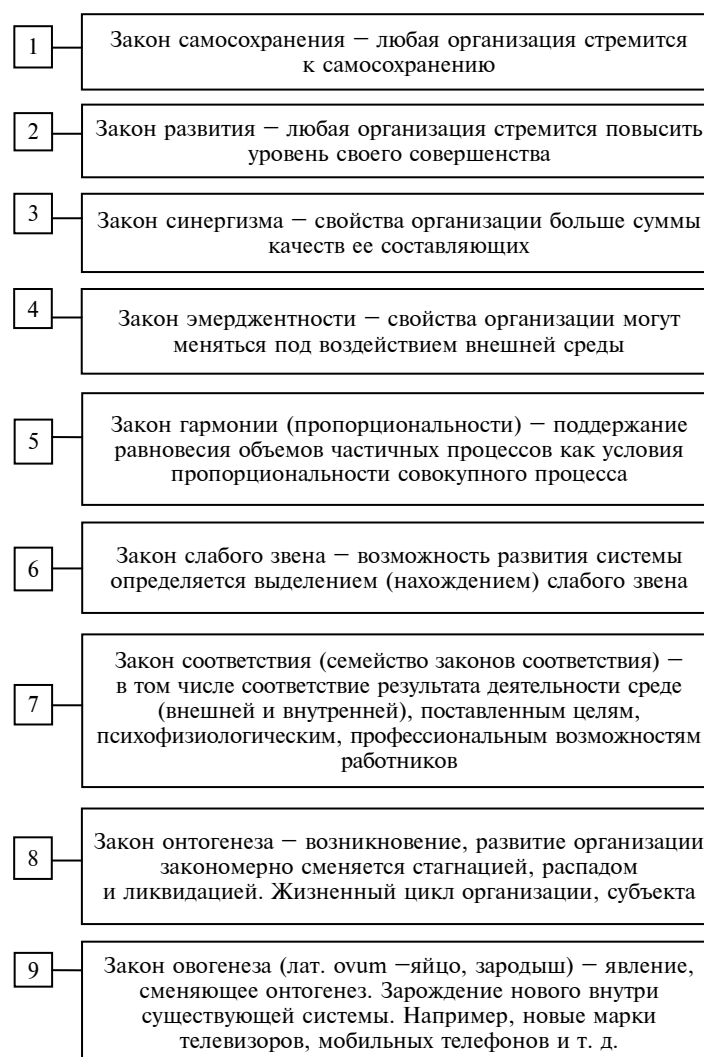 1
Закон самосохранения – любая организация стремится
к самосохранению
2
Закон развития – любая организация стремится повысить
уровень своего совершенства
3
Закон синергизма – свойства организации больше суммы
качеств ее составляющих
4
Закон эмерджентности – свойства организации могут
меняться под воздействием внешней среды
5
Закон гармонии (пропорциональности) – поддержание
равновесия объемов частичных процессов как условия
пропорциональности совокупного процесса
6
Закон слабого звена – возможность развития системы
определяется выделением (нахождением) слабого звена
7
Закон соответствия (семейство законов соответствия) –
в том числе соответствие результата деятельности среде
(внешней и внутренней), поставленным целям,
психофизиологическим, профессиональным возможностям
работников
8
Закон онтогенеза – возникновение, развитие организации
закономерно сменяется стагнацией, распадом
и ликвидацией. Жизненный цикл организации, субъекта
9
Закон овогенеза (лат. ovum –яйцо, зародыш) – явление,
сменяющее онтогенез. Зарождение нового внутри
существующей системы. Например, новые марки
телевизоров, мобильных телефонов и т. д.